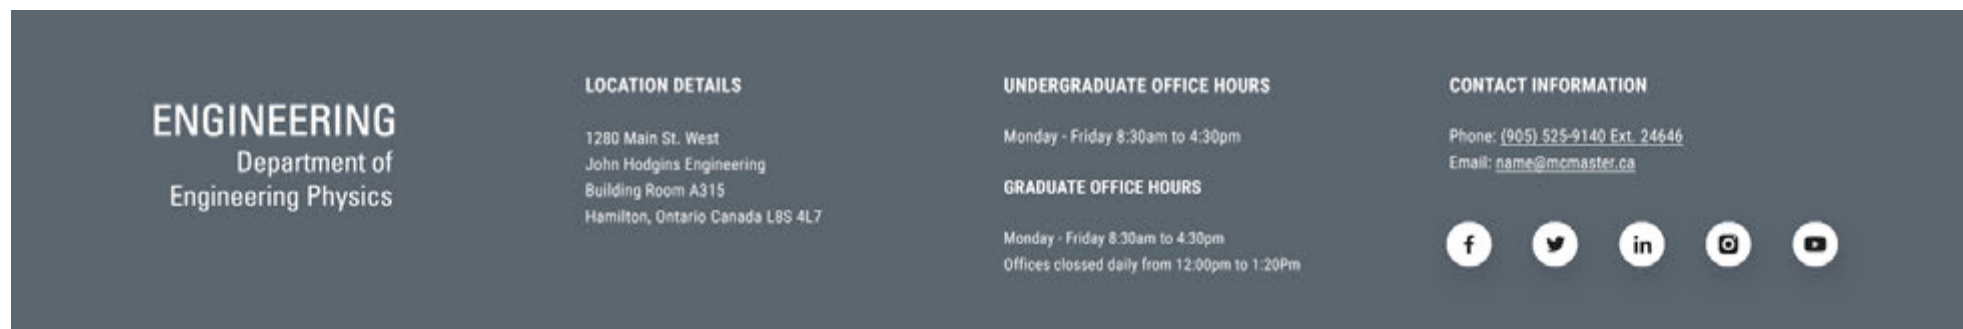 ENGINEERING
Department of
Engineering Physics
LOCATION DETAILS
1280 Main St. West
John Hodgins Engineering
Building Room A315
Hamilton, Ontario Canada L8S 4L7
UNDERGRADUATE OFFICE HOURS
Monday - Friday 8:30am to 4:30pm
GRADUATE OFFICE HOURS
Monday - Friday 8:30am to 4:30pm
Offices clossed daily from 12:00pm to 1:20Pm
CONTACT INFORMATION
Phone: (905) 525-9140 Ext. 24646
Email: name@mcmaster.ca